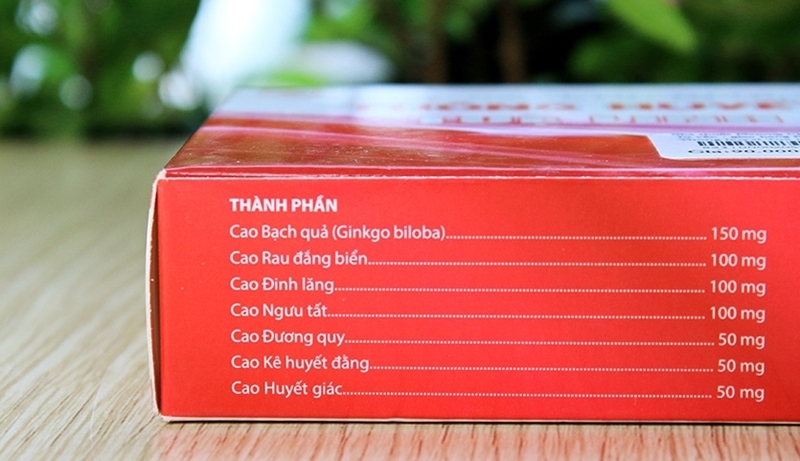 THÀNH PHẦN
Cao Bạch quả (Ginkgo biloba)........ 150 mg
Cao Rau đắng biển........ 100 mg
Cao Đinh lăng........ 100 mg
Cao Ngưu tất........ 100 mg
Cao Đương quy........ 50 mg
Cao Kê huyết đằng........ 50 mg
Cao Huyết giác........ 50 mg